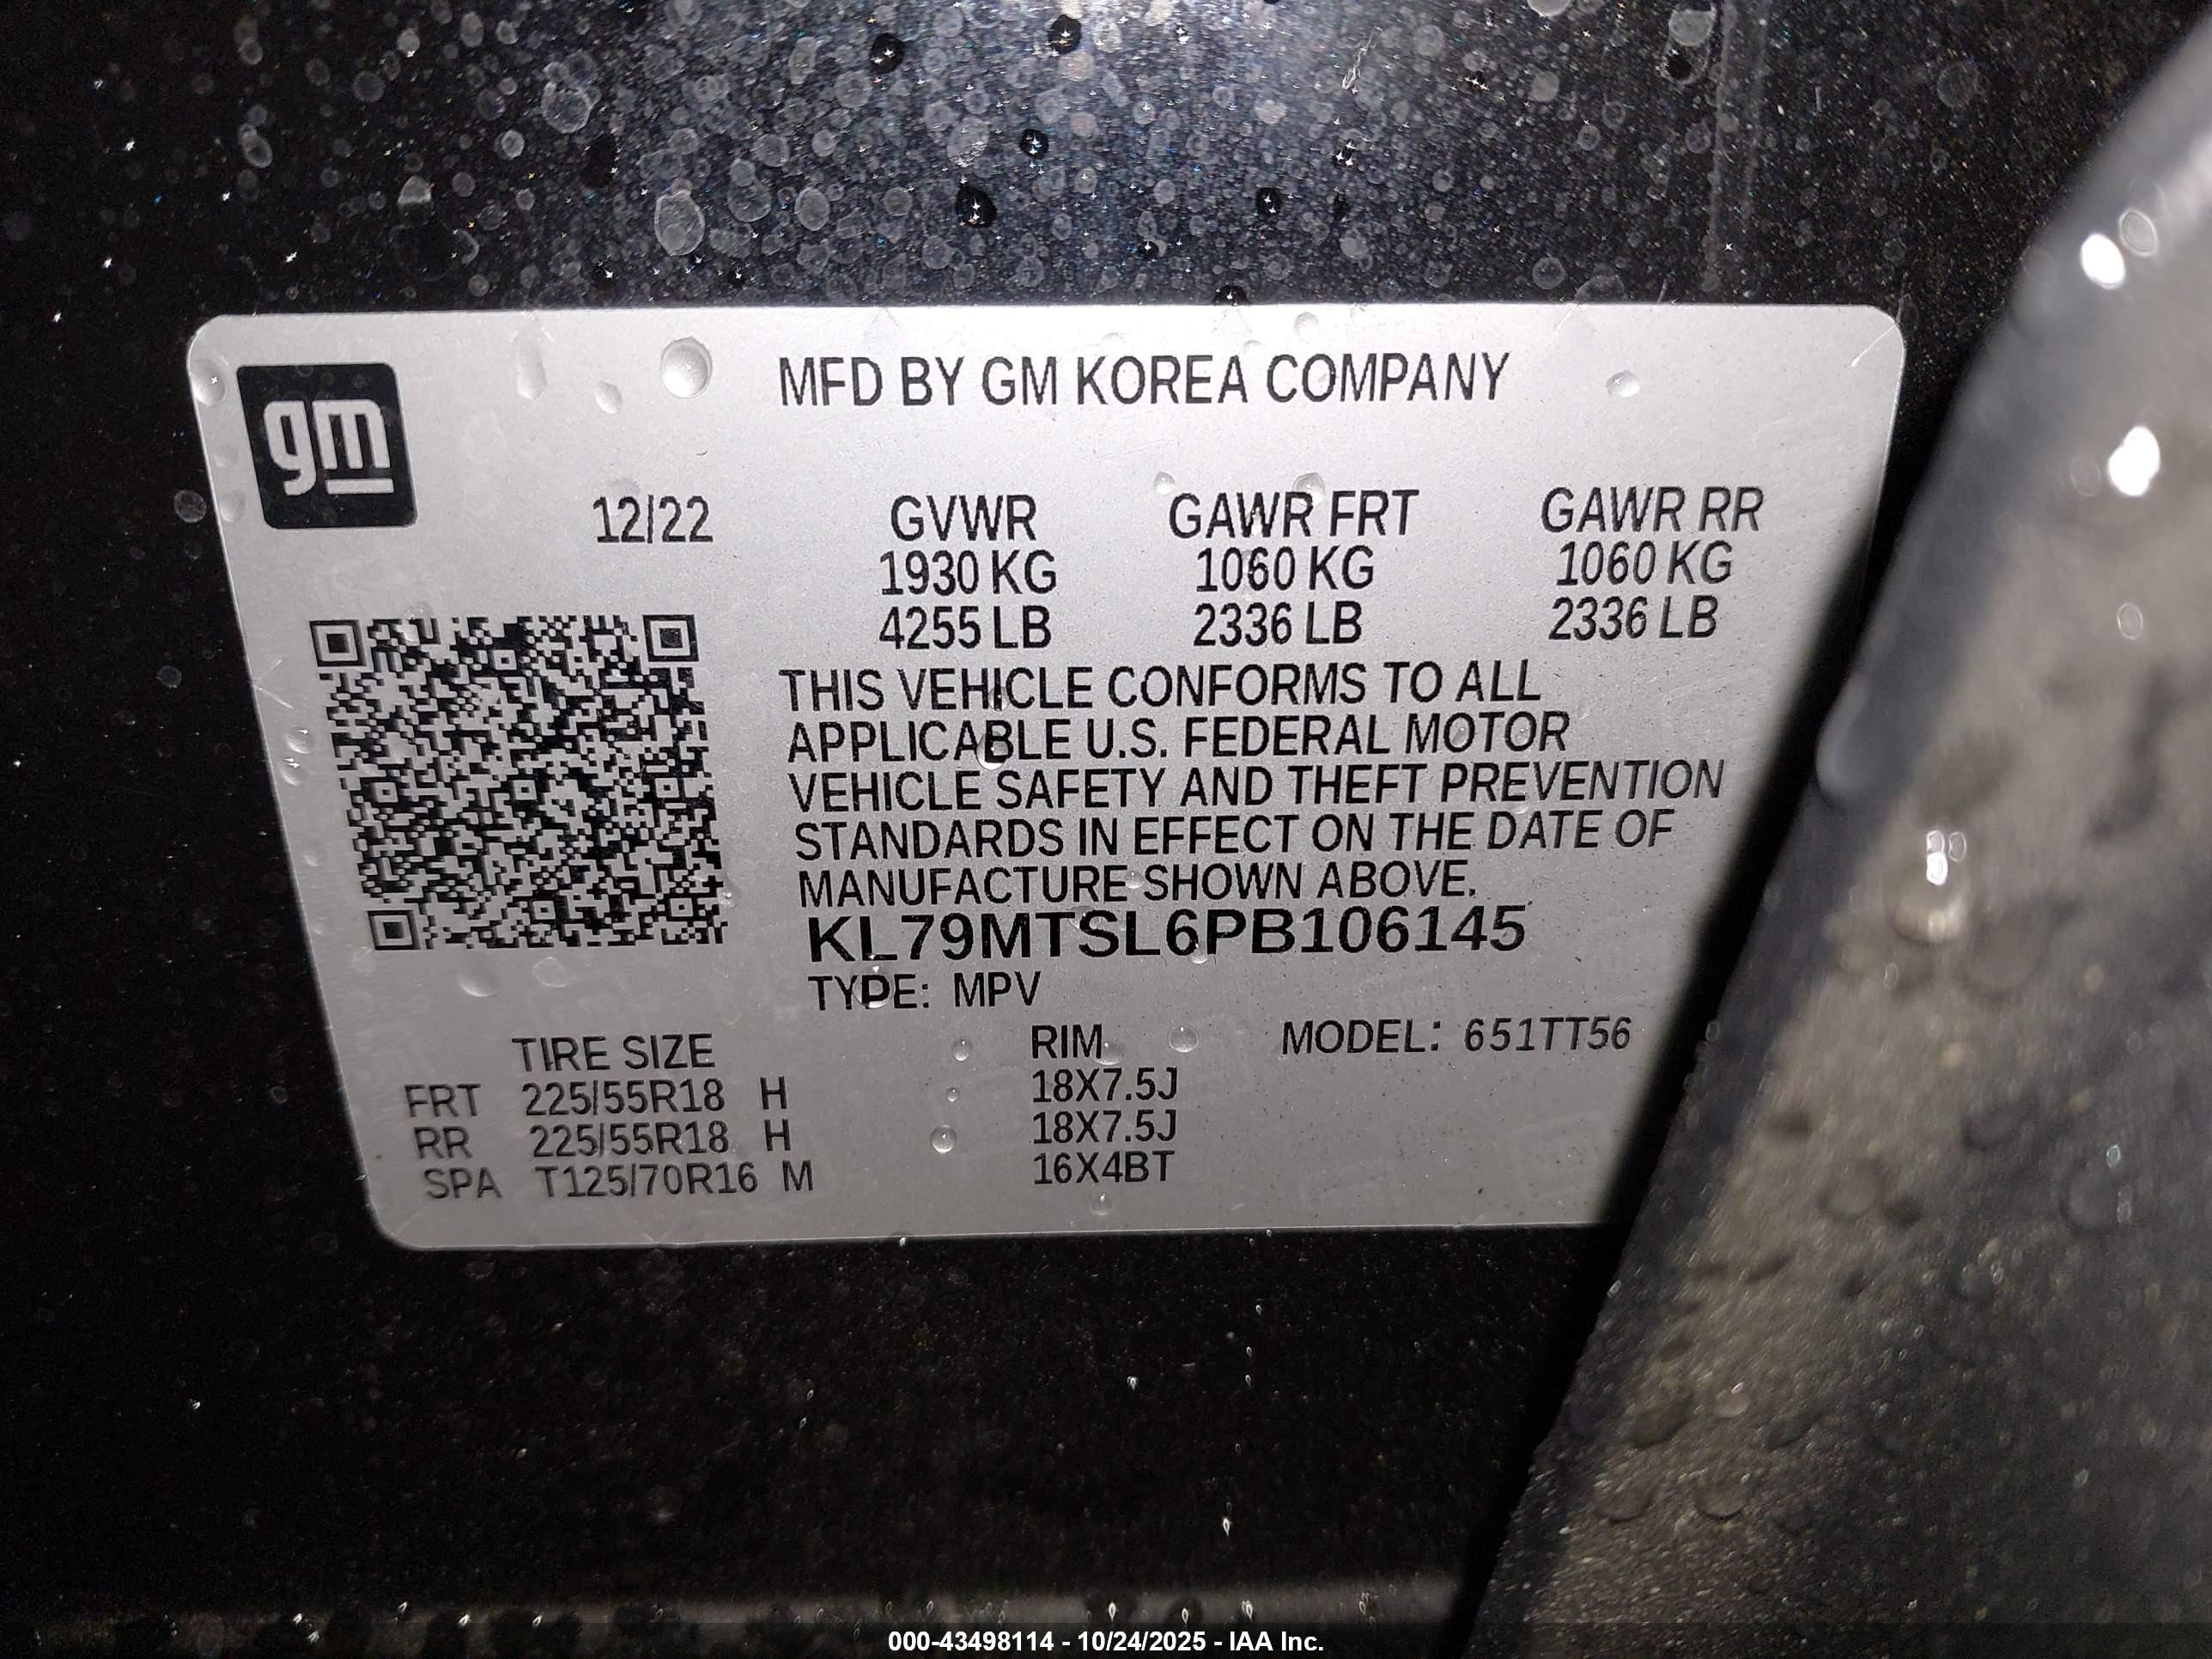 MFD BY GM KOREA COMPANY
gm
12/22 GVWR GAWR FRT GAWR RR
1930 KG 1060 KG 1060 KG
4255 LB 2336 LB 2336 LB
THIS VEHICLE CONFORMS TO ALL
APPLICABLE U.S. FEDERAL MOTOR
VEHICLE SAFETY AND THEFT PREVENTION
STANDARDS IN EFFECT ON THE DATE OF
MANUFACTURE SHOWN ABOVE.
KL79MTSL6PB106145
TYPE: MPV
TIRE SIZE RIM MODEL: 651TT56
FRT 225/55R18 H 18X7.5J
RR 225/55R18 H 18X7.5J
SPA T125/70R16 M 16X4BT
000-43498114 - 10/24/2025 - IAA Inc.